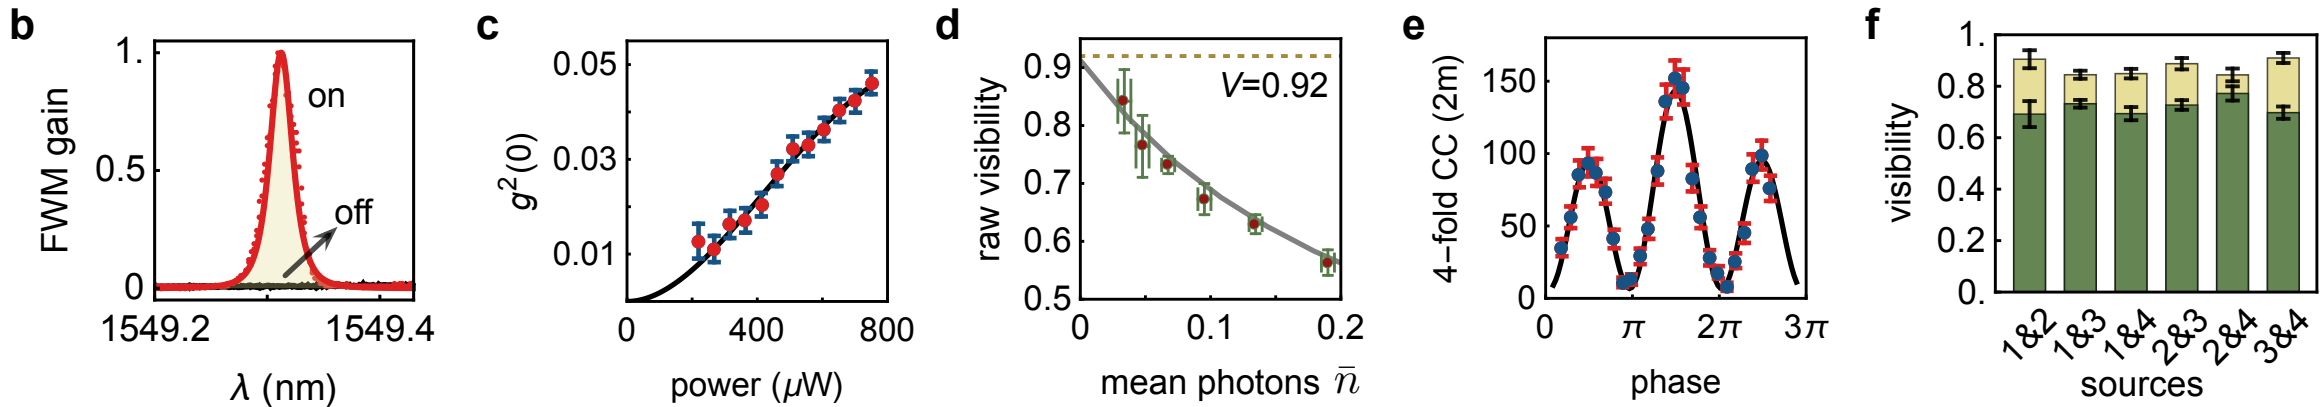 b
FWM gain
1.
0.5
0
on
off
1549.2
1549.4
λ (nm)
c
g²(0)
0.05
0.03
0.01
0
400
800
power (μW)
d
raw visibility
0.9
0.8
0.7
0.6
0.5
V=0.92
0
0.1
0.2
mean photons n̄
e
4-fold CC (2m)
150
100
50
0
0
π
2π
3π
phase
f
visibility
1.
0.8
0.6
0.4
0.2
0.
1&2
1&3
1&4
2&3
2&4
3&4
sources